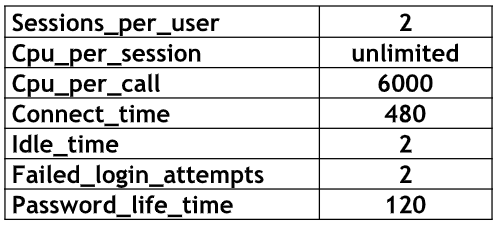 Sessions_per_user 2
Cpu_per_session unlimited
Cpu_per_call 6000
Connect_time 480
Idle_time 2
Failed_login_attempts 2
Password_life_time 120